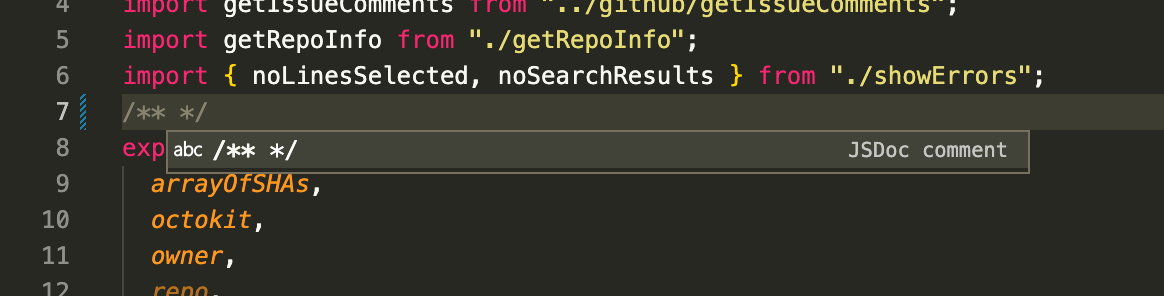 4 import getIssueComments from "../github/getIssueComments";
5 import getRepoInfo from "./getRepoInfo";
6 import { noLinesSelected, noSearchResults } from "./showErrors";
7 /** */
8 exp
abc /** */ JSDoc comment
9 arrayOfSHAs,
10 octokit,
11 owner,
12 repo,